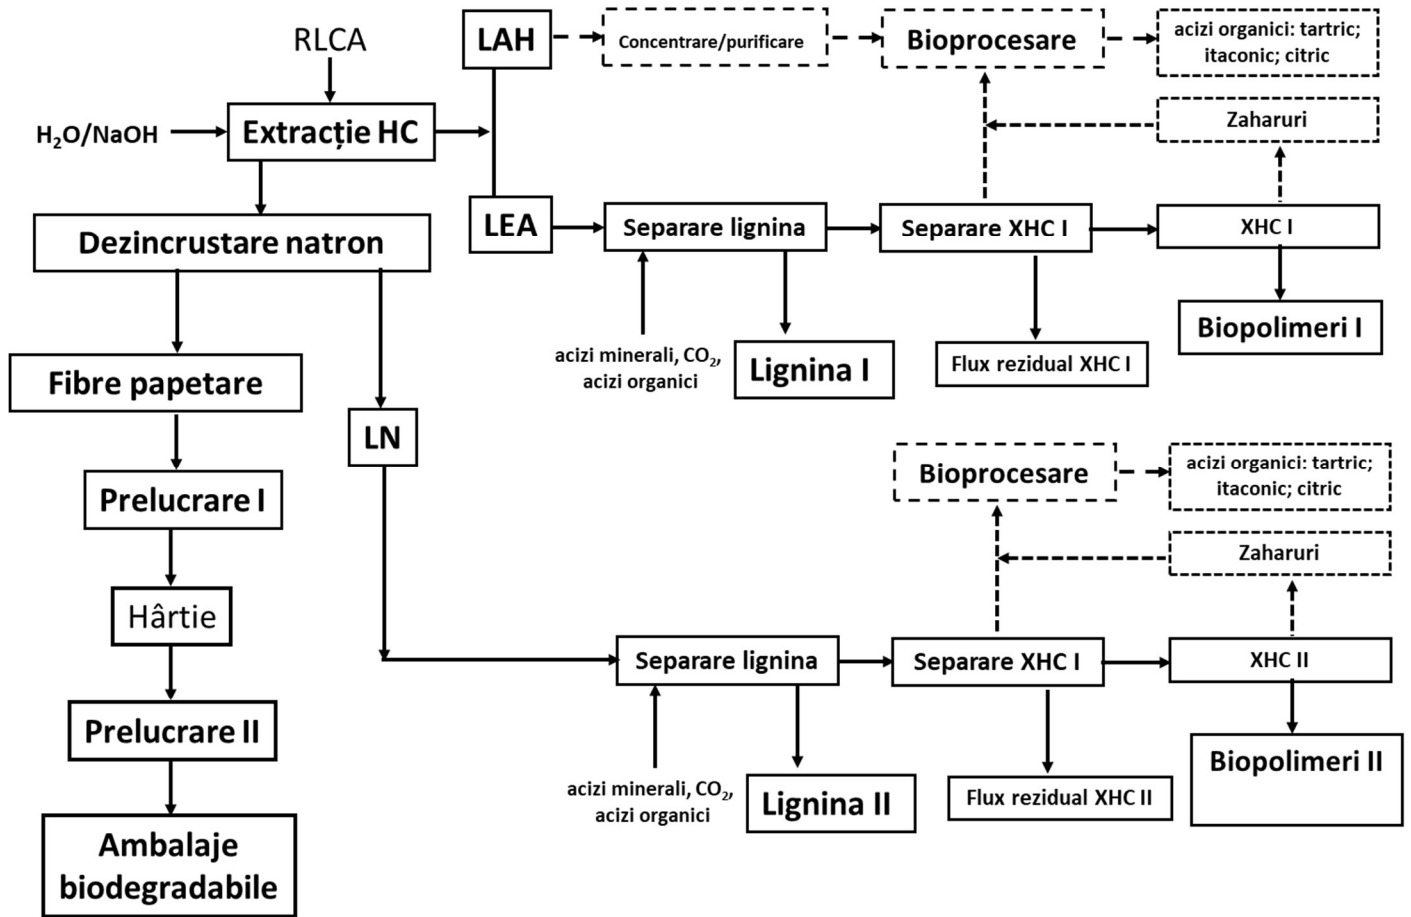 RLCA
H₂O/NaOH
Extracție HC
LAH
Concentrare/purificare
Bioprocesare
acizi organici: tartric;
itaconic; citric
Zaharuri
LEA
Separare lignina
Separare XHC I
XHC I
acizi minerali, CO₂,
acizi organici
Lignina I
Flux rezidual XHC I
Biopolimeri I
Dezincrustare natron
Fibre papetare
LN
Prelucrare I
Hârtie
Prelucrare II
Ambalaje
biodegradabile
Bioprocesare
acizi organici: tartric;
itaconic; citric
Zaharuri
Separare lignina
Separare XHC I
XHC II
acizi minerali, CO₂,
acizi organici
Lignina II
Flux rezidual XHC II
Biopolimeri II